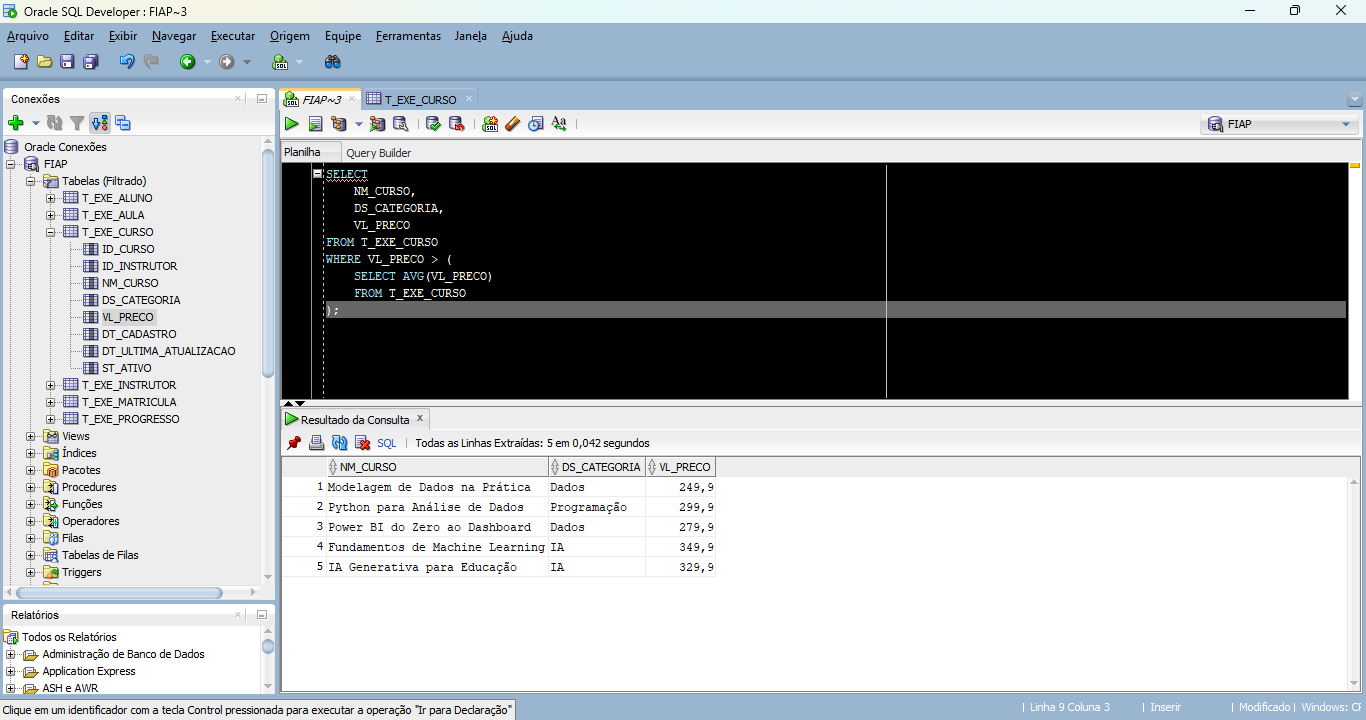 Oracle SQL Developer : FIAP~3
Arquivo Editar Exibir Navegar Executar Origem Equipe Ferramentas Janela Ajuda
Conexões
Oracle Conexões
FIAP
Tabelas (Filtrado)
T_EXE_ALUNO
T_EXE_AULA
T_EXE_CURSO
ID_CURSO
ID_INSTRUTOR
NM_CURSO
DS_CATEGORIA
VL_PRECO
DT_CADASTRO
DT_ULTIMA_ATUALIZACAO
ST_ATIVO
T_EXE_INSTRUTOR
T_EXE_MATRICULA
T_EXE_PROGRESSO
Views
Índices
Pacotes
Procedures
Funções
Operadores
Filas
Tabelas de Filas
Triggers
Relatórios
Todos os Relatórios
Administração de Banco de Dados
Application Express
ASH e AWR
FIAP~3 T_EXE_CURSO
FIAP
Planilha Query Builder
SELECT
NM_CURSO,
DS_CATEGORIA,
VL_PRECO
FROM T_EXE_CURSO
WHERE VL_PRECO > (
SELECT AVG(VL_PRECO)
FROM T_EXE_CURSO
);
Resultado da Consulta
SQL | Todas as Linhas Extraídas: 5 em 0,042 segundos
NM_CURSO DS_CATEGORIA VL_PRECO
1 Modelagem de Dados na Prática Dados 249,9
2 Python para Análise de Dados Programação 299,9
3 Power BI do Zero ao Dashboard Dados 279,9
4 Fundamentos de Machine Learning IA 349,9
5 IA Generativa para Educação IA 329,9
Clique em um identificador com a tecla Control pressionada para executar a operação "Ir para Declaração"
| Linha 9 Coluna 3 | Inserir | Modificado | Windows: